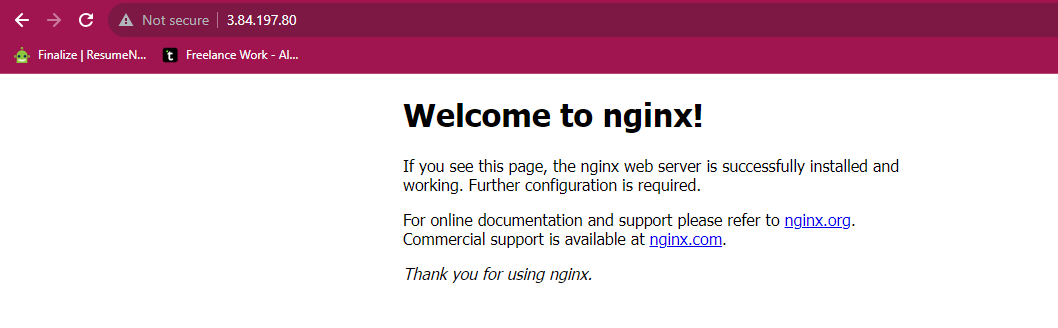 Not secure | 3.84.197.80
Finalize | ResumeN... Freelance Work - AI...
Welcome to nginx!
If you see this page, the nginx web server is successfully installed and
working. Further configuration is required.
For online documentation and support please refer to nginx.org.
Commercial support is available at nginx.com.
Thank you for using nginx.